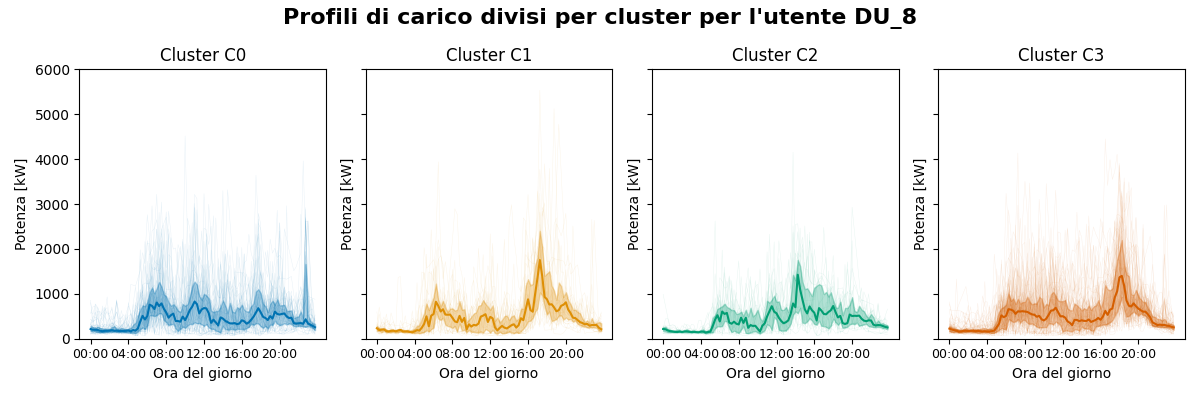 Profili di carico divisi per cluster per l'utente DU_8
Cluster C0
Cluster C1
Cluster C2
Cluster C3
Potenza [kW]
6000
5000
4000
3000
2000
1000
0
00:00 04:00 08:00 12:00 16:00 20:00
Ora del giorno
Potenza [kW]
00:00 04:00 08:00 12:00 16:00 20:00
Ora del giorno
Potenza [kW]
00:00 04:00 08:00 12:00 16:00 20:00
Ora del giorno
Potenza [kW]
00:00 04:00 08:00 12:00 16:00 20:00
Ora del giorno